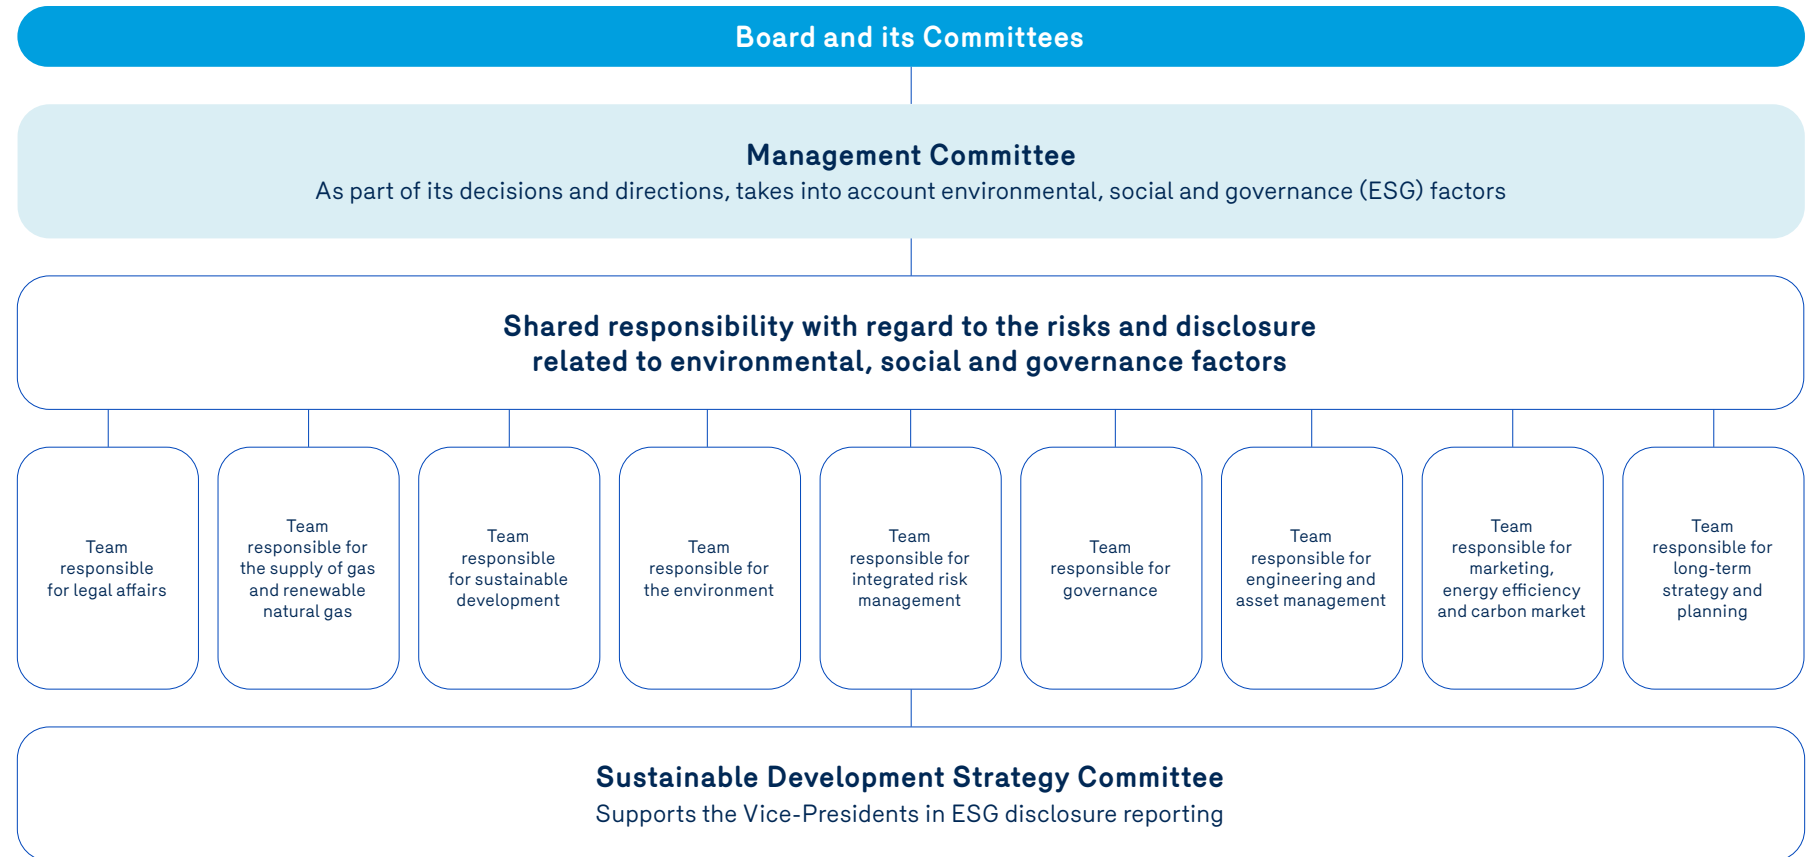 Board and its Committees
Management Committee
As part of its decisions and directions, takes into account environmental, social and governance (ESG) factors
Shared responsibility with regard to the risks and disclosure
related to environmental, social and governance factors
Team
responsible
for legal affairs
Team
responsible for
the supply of gas
and renewable
natural gas
Team
responsible
for sustainable
development
Team
responsible for
the environment
Team
responsible for
integrated risk
management
Team
responsible for
governance
Team
responsible for
engineering and
asset management
Team
responsible for
marketing,
energy efficiency
and carbon market
Team
responsible for
long-term
strategy and
planning
Sustainable Development Strategy Committee
Supports the Vice-Presidents in ESG disclosure reporting